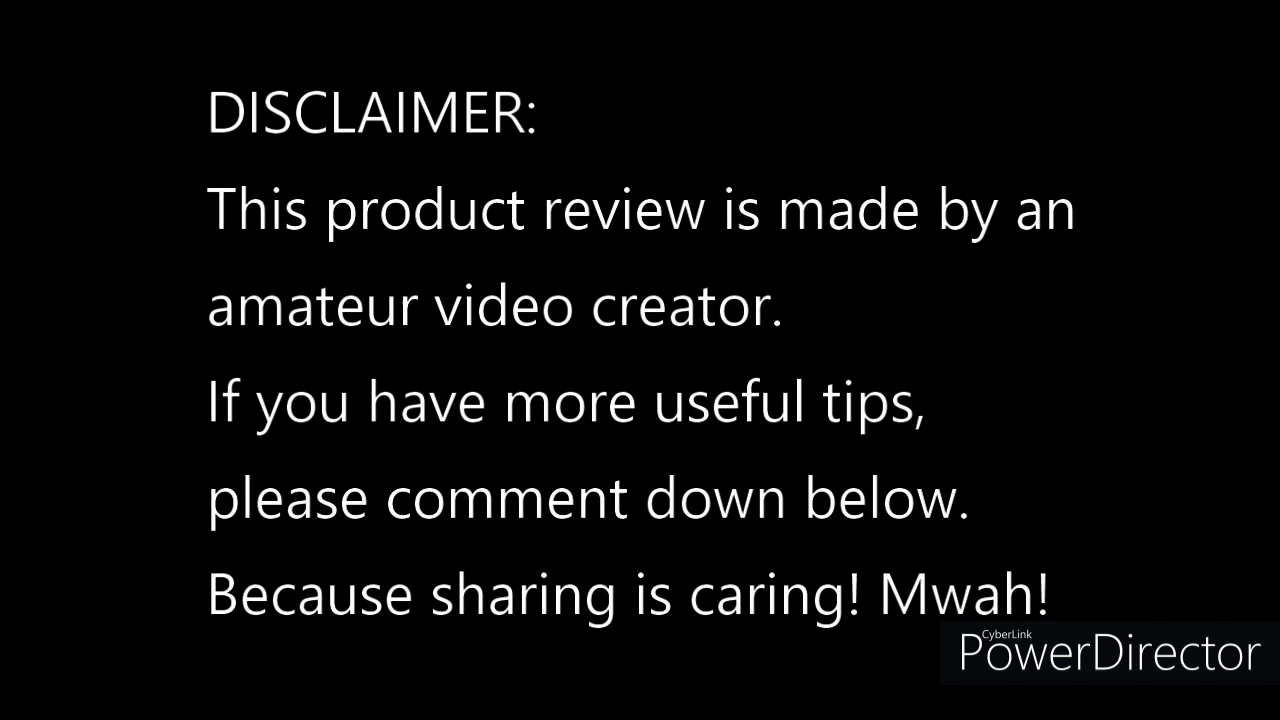 DISCLAIMER:
This product review is made by an
amateur video creator.
If you have more useful tips,
please comment down below.
Because sharing is caring! Mwah!
CyberLink
PowerDirector